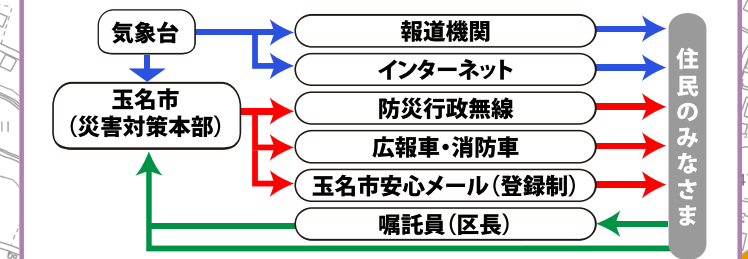 気象台
報道機関
インターネット
玉名市
（災害対策本部）
防災行政無線
広報車・消防車
玉名市安心メール（登録制）
嘱託員（区長）
住民のみなさま